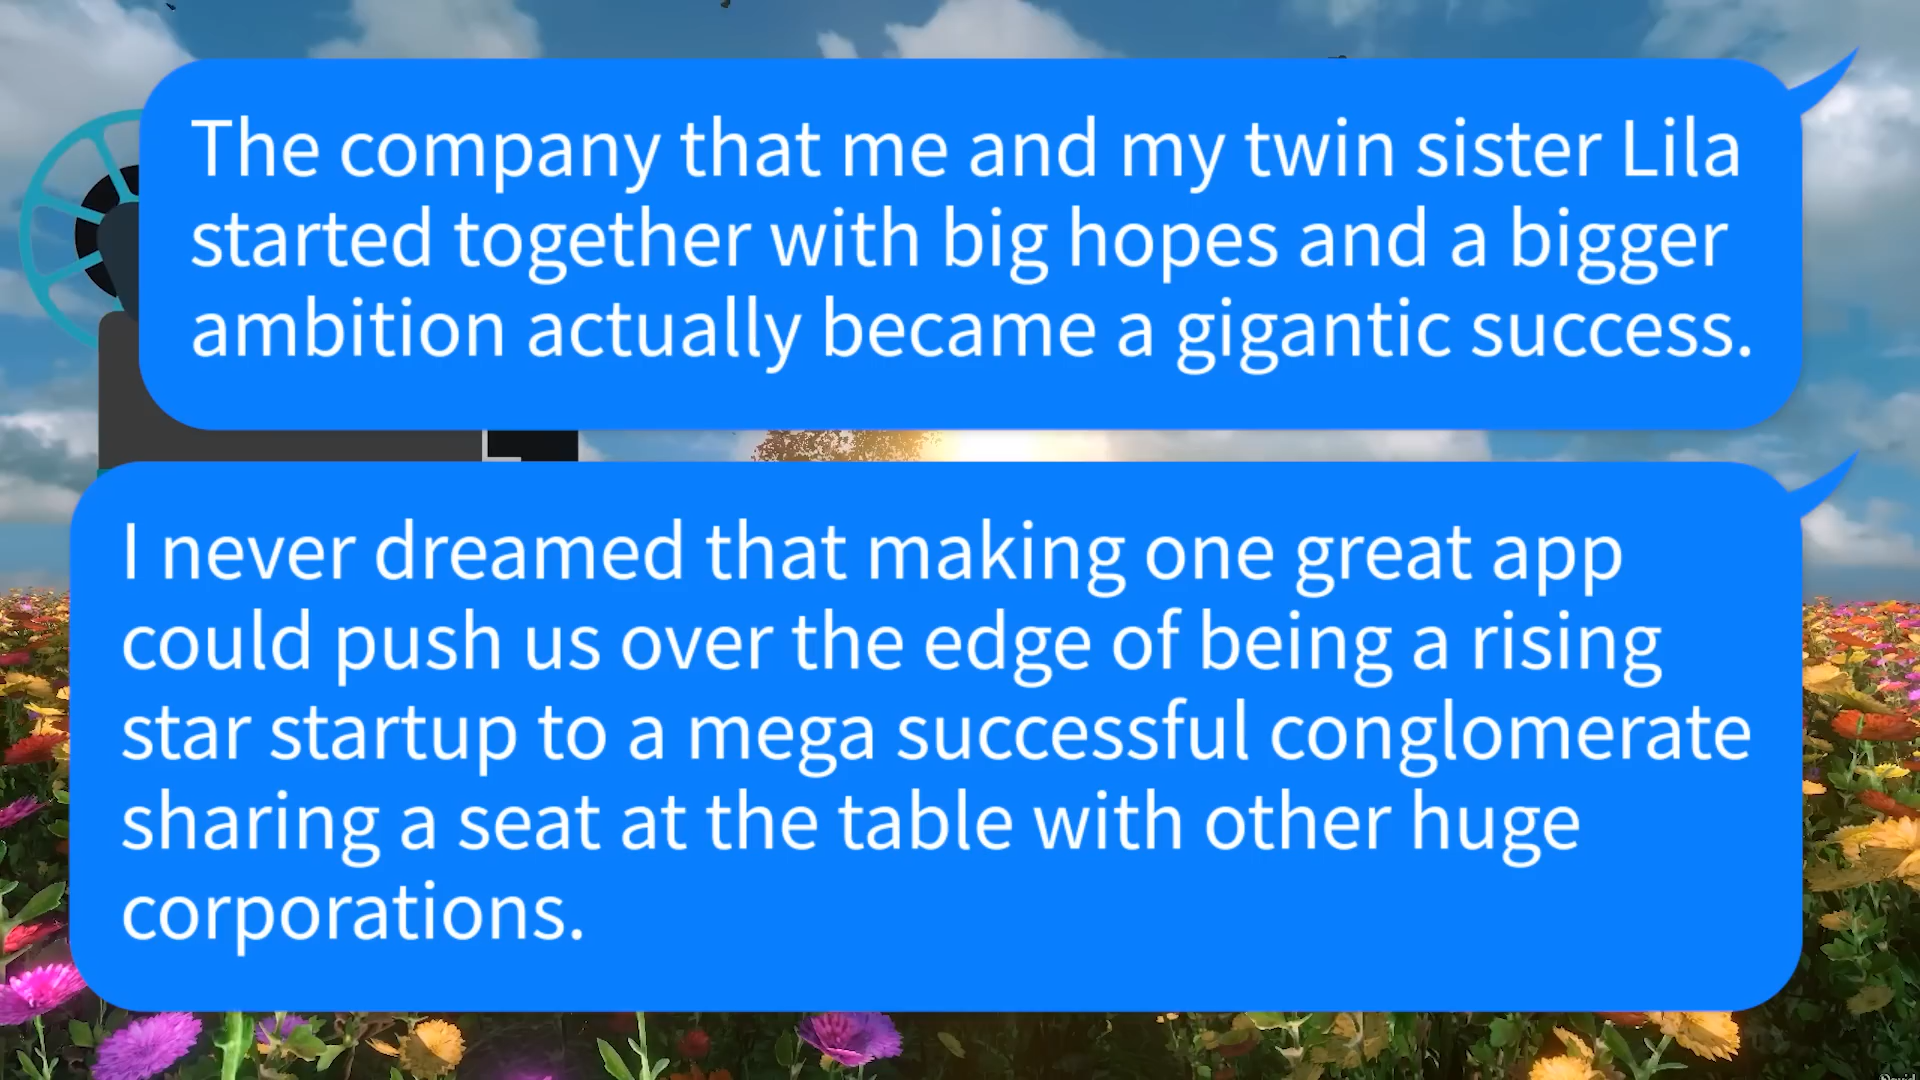 The company that me and my twin sister Lila
started together with big hopes and a bigger
ambition actually became a gigantic success.
I never dreamed that making one great app
could push us over the edge of being a rising
star startup to a mega successful conglomerate
sharing a seat at the table with other huge
corporations.